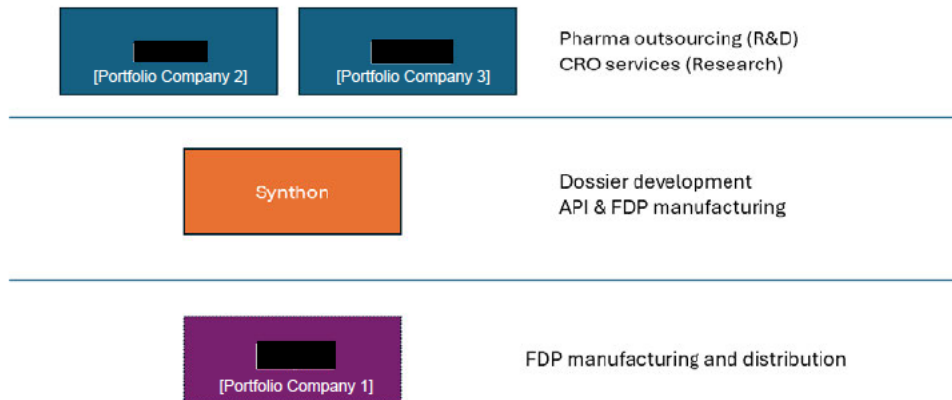 [Portfolio Company 2]
[Portfolio Company 3]
Pharma outsourcing (R&D)
CRO services (Research)
Synthon
Dossier development
API & FDP manufacturing
[Portfolio Company 1]
FDP manufacturing and distribution